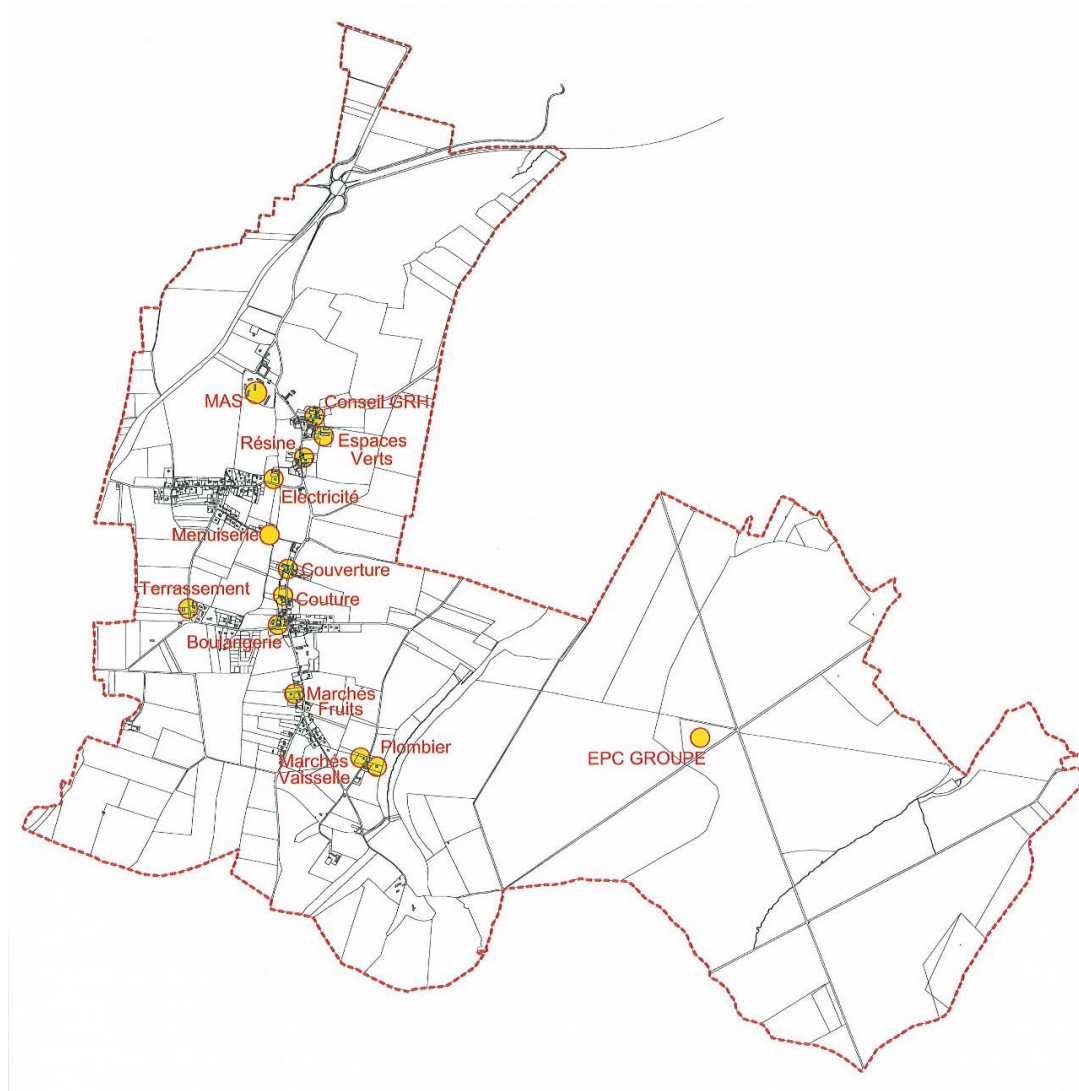 MAS
Conseil GRH
Résine
Espaces
Verts
Electricité
Menuiserie
Couverture
Terrassement
Couture
Boulangerie
Marchés
Fruits
Plombier
Marchés
Vaisselle
EPC GROUPE